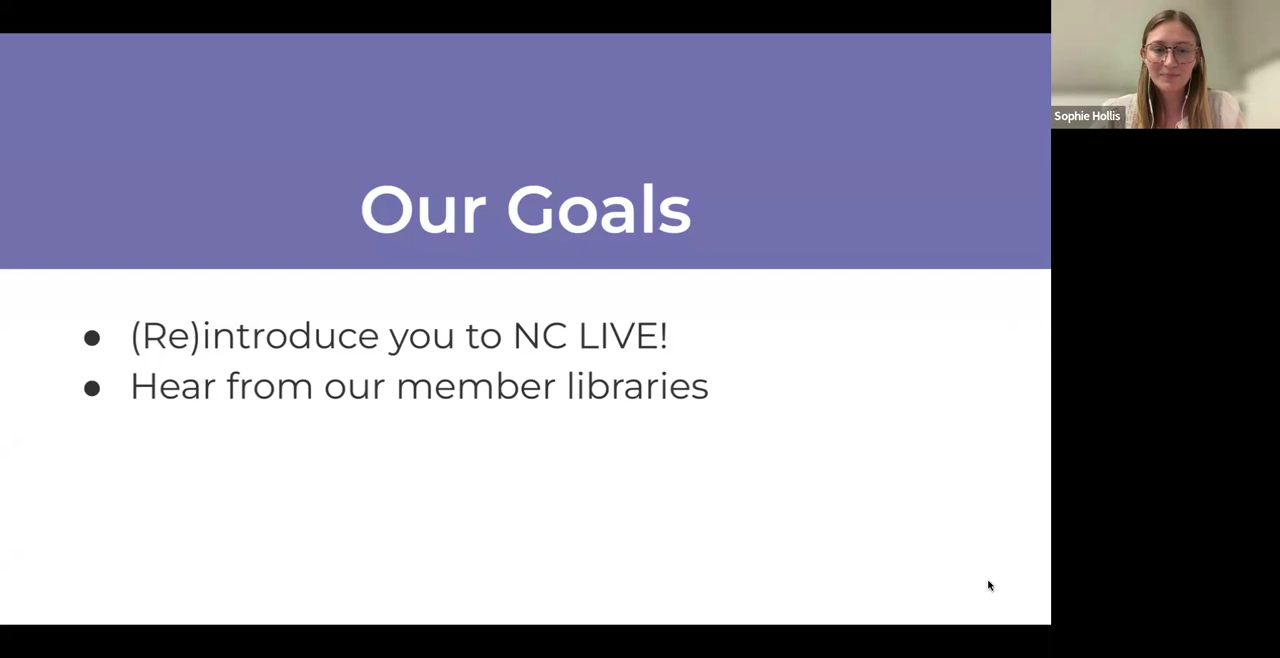 Our Goals
● (Re)introduce you to NC LIVE!
● Hear from our member libraries
Sophie Hollis